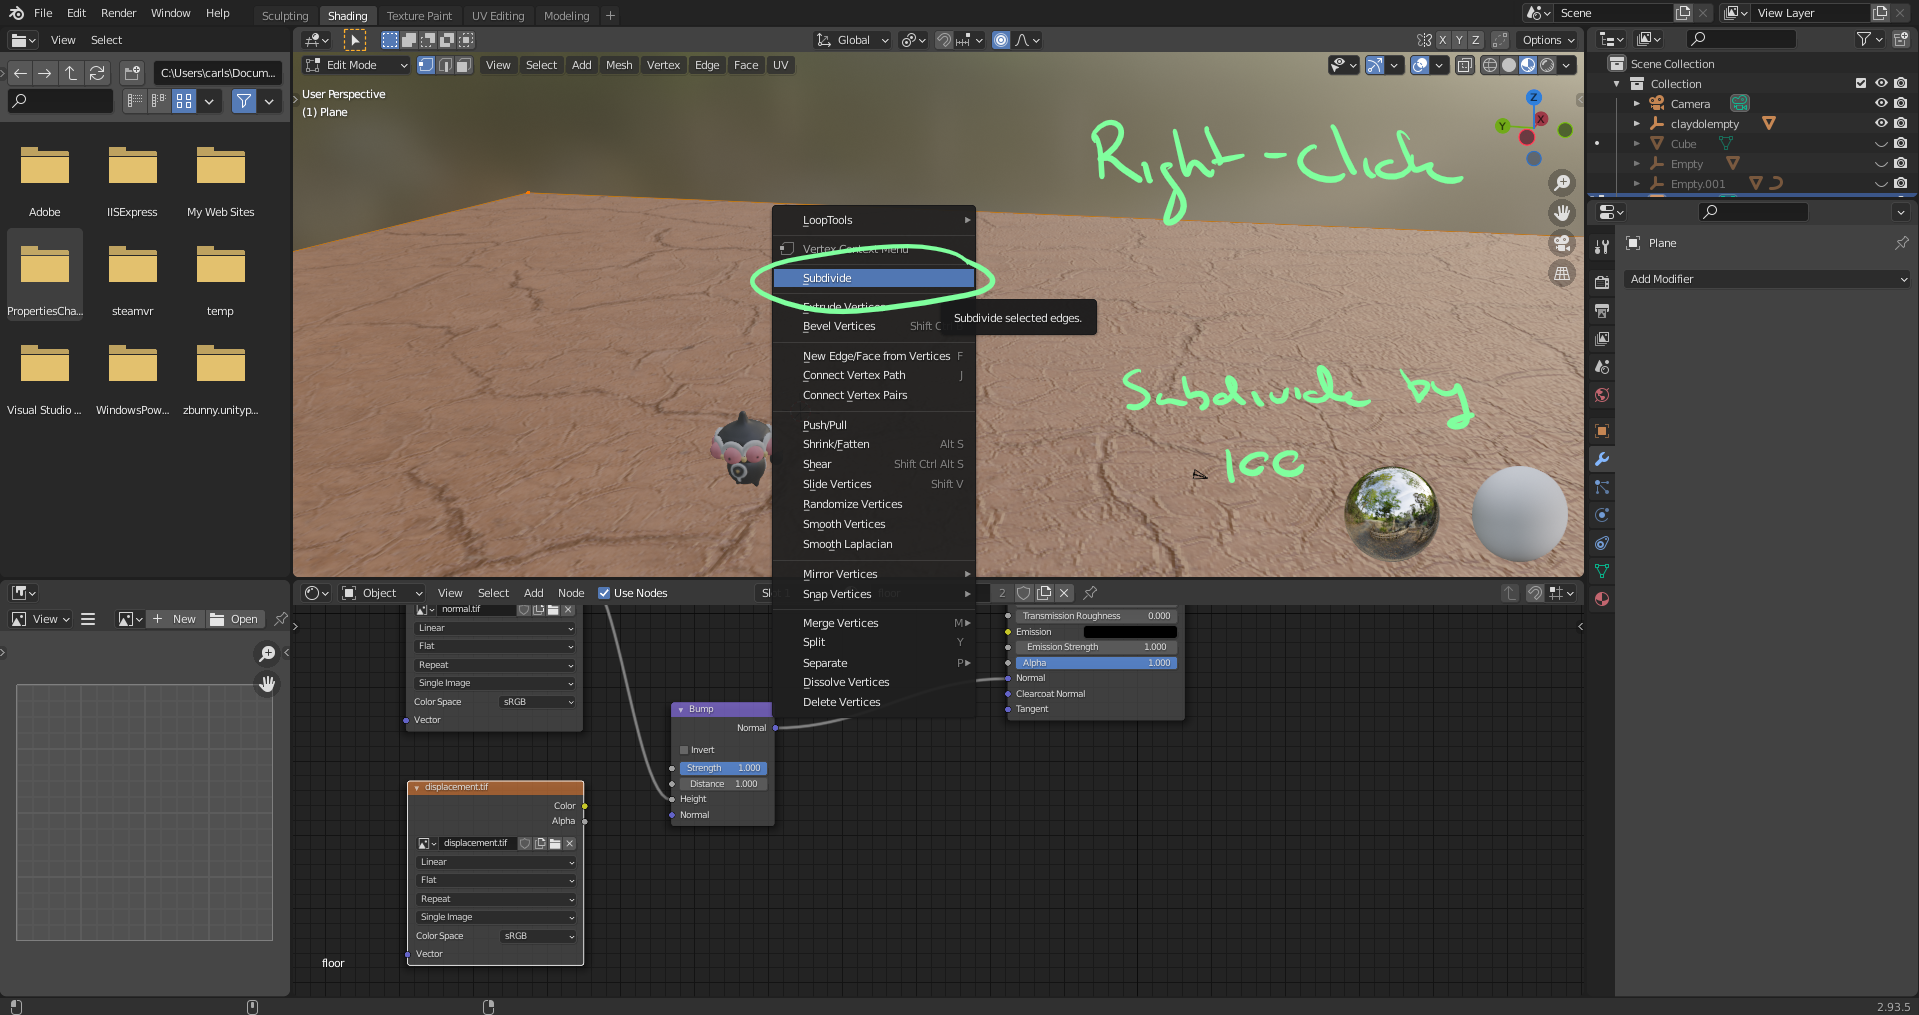 File Edit Render Window Help
Sculpting Shading Texture Paint UV Editing Modeling +
Scene
View Layer
View Select
Global
X Y Z
Options
C:\Users\carls\Docum...
Edit Mode
View Select Add Mesh Vertex Edge Face UV
User Perspective
(1) Plane
Right-click
Z
Y
X
Adobe
IISExpress
My Web Sites
PropertiesCha...
steamvr
temp
Visual Studio ...
WindowsPow...
zbunny.unityp...
LoopTools
Vertex Context Menu
Subdivide
Extrude Vertices
Bevel Vertices Shift C
Subdivide selected edges.
New Edge/Face from Vertices F
Connect Vertex Path J
Connect Vertex Pairs
Push/Pull
Shrink/Fatten Alt S
Shear Shift Ctrl Alt S
Slide Vertices Shift V
Randomize Vertices
Smooth Vertices
Smooth Laplacian
Mirror Vertices
Snap Vertices
Merge Vertices M
Split Y
Separate P
Dissolve Vertices
Delete Vertices
Subdivide by
100
Scene Collection
Collection
Camera
claydolempty
Cube
Empty
Empty.001
Plane
Add Modifier
View
New
Open
Object
View Select Add Node
Use Nodes
2
normal.tif
Linear
Flat
Repeat
Single Image
Color Space sRGB
Vector
displacement.tif
Color
Alpha
displacement.tif
Linear
Flat
Repeat
Single Image
Color Space sRGB
Vector
Bump
Normal
Invert
Strength 1.000
Distance 1.000
Height
Normal
Transmission Roughness 0.000
Emission
Emission Strength 1.000
Alpha 1.000
Normal
Clearcoat Normal
Tangent
floor
2.93.5